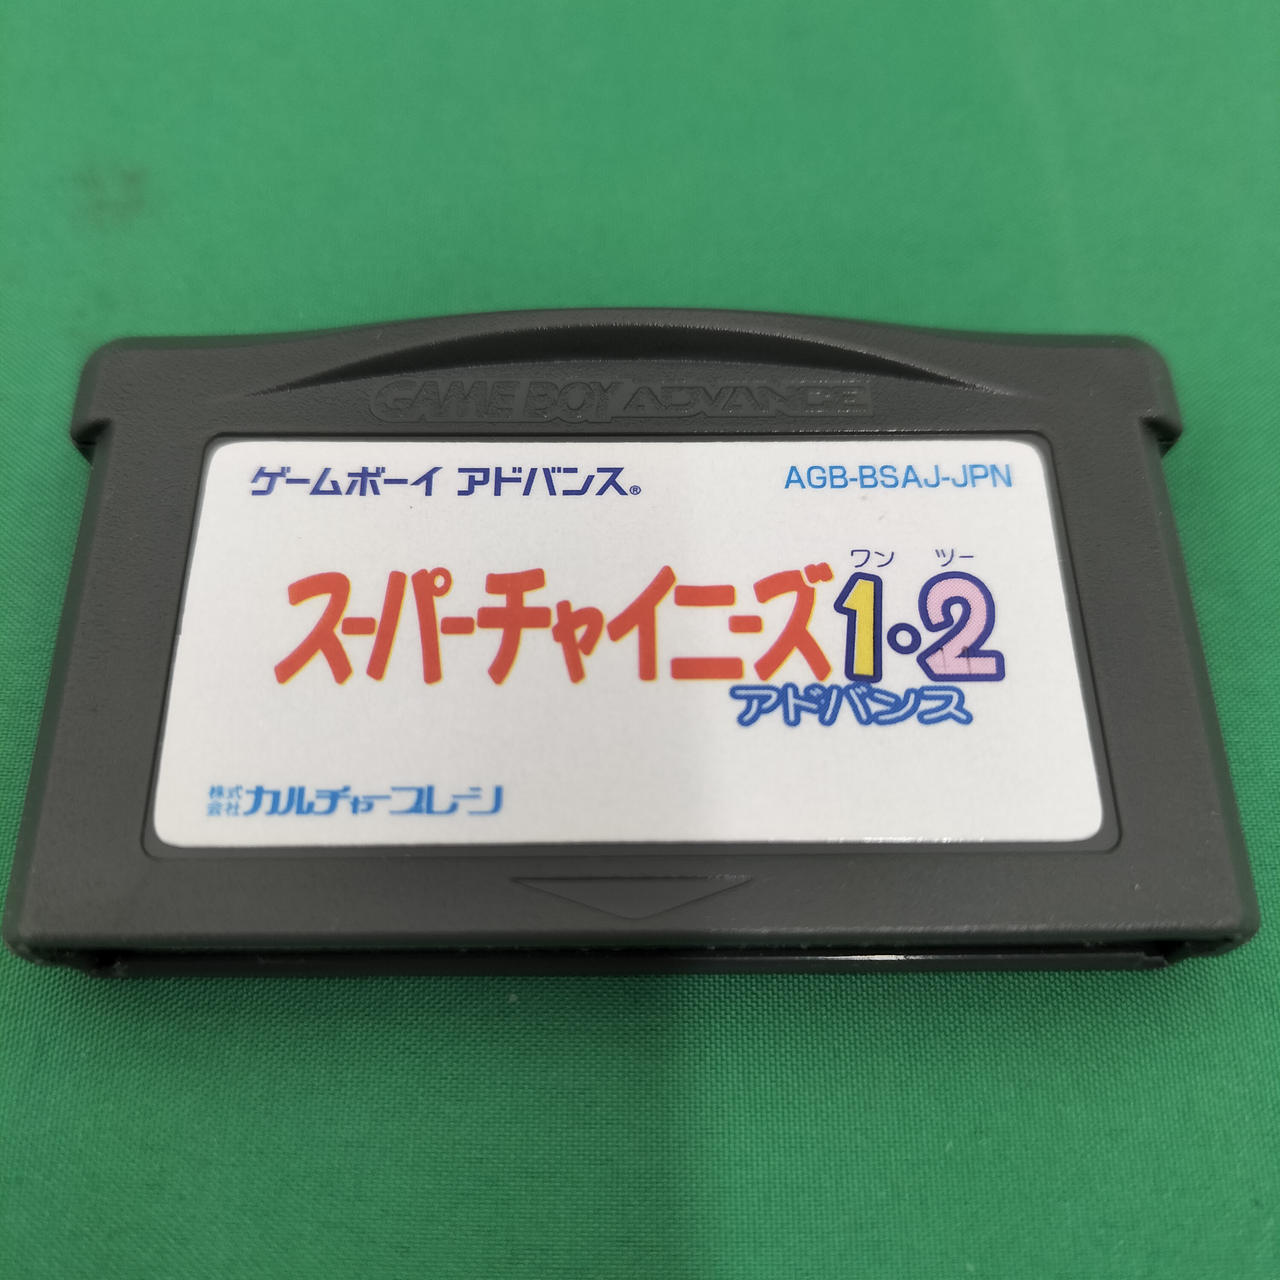 GAME BOY ADVANCE
ゲームボーイ アドバンス®
AGB-BSAJ-JPN
ワン ツー
スーパーチャイニーズ1・2
アドバンス
株式会社 カルチャーブレーン